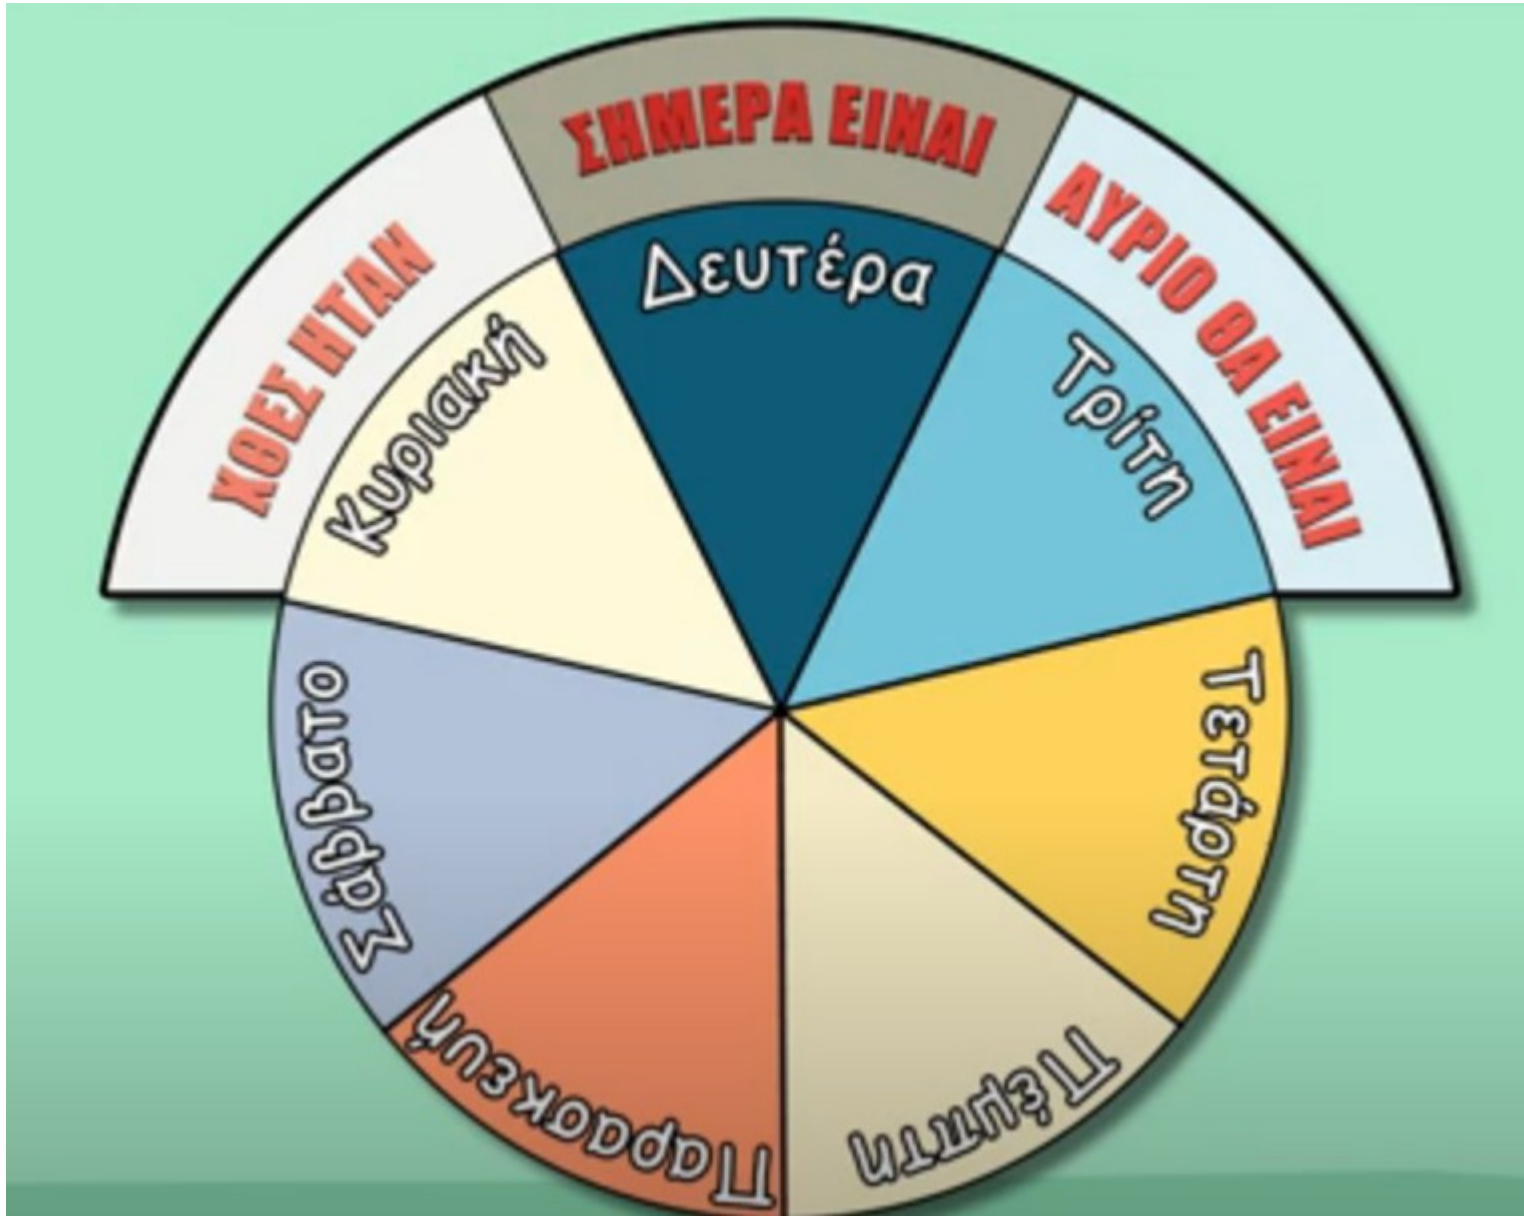 ΧΘΕΣ ΗΤΑΝ
ΣΗΜΕΡΑ ΕΙΝΑΙ
ΑΥΡΙΟ ΘΑ ΕΙΝΑΙ
Κυριακή
Δευτέρα
Τρίτη
Τετάρτη
Πέμπτη
Παρασκευή
Σάββατο